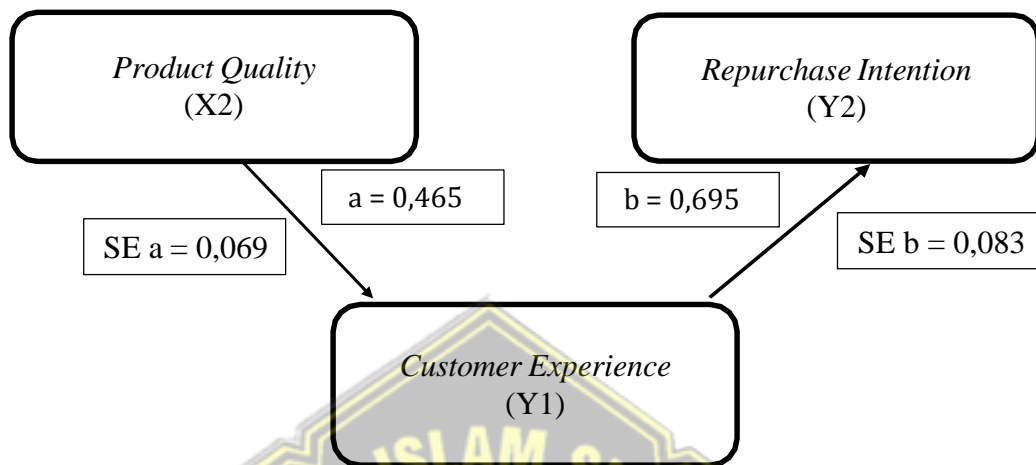 Product Quality
(X2)
Repurchase Intention
(Y2)
a = 0,465
b = 0,695
SE a = 0,069
SE b = 0,083
Customer Experience
(Y1)
ISLAM